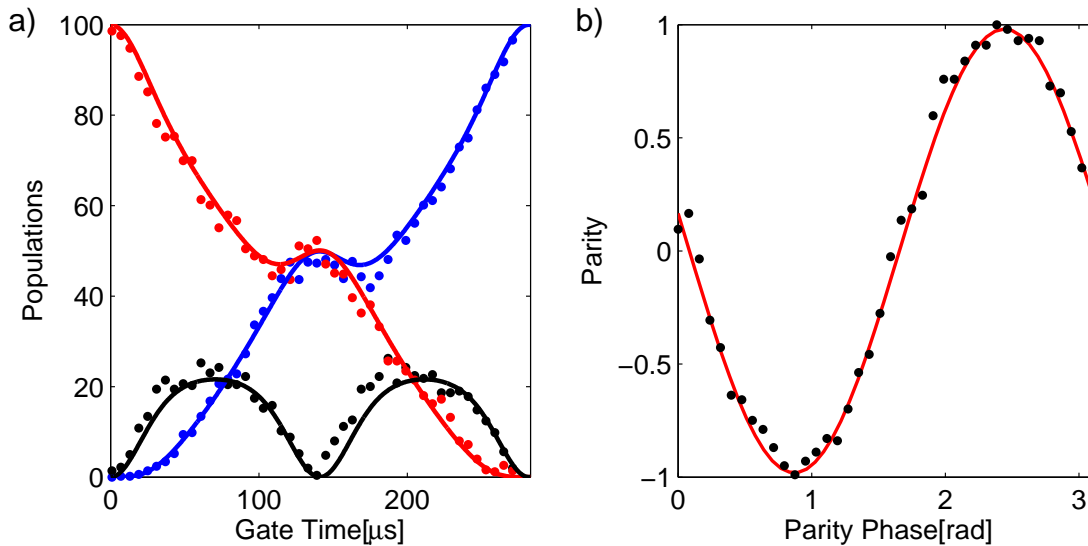 a)
100
80
60
40
20
0
Populations
0 100 200
Gate Time[μs]
b)
1
0.5
0
−0.5
−1
Parity
0 1 2 3
Parity Phase[rad]